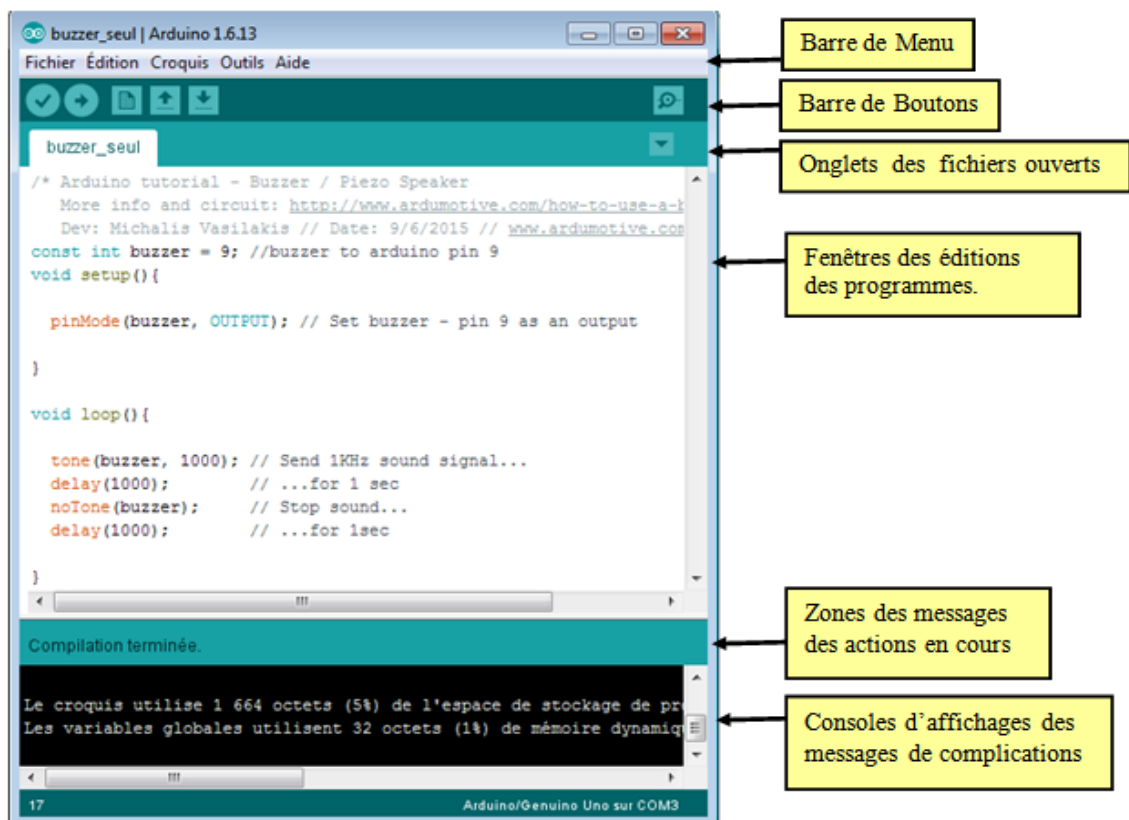 buzzer_seul | Arduino 1.6.13
Fichier Édition Croquis Outils Aide
buzzer_seul
/* Arduino tutorial - Buzzer / Piezo Speaker
More info and circuit: http://www.ardumotive.com/how-to-use-a-b
Dev: Michalis Vasilakis // Date: 9/6/2015 // www.ardumotive.com
const int buzzer = 9; //buzzer to arduino pin 9
void setup(){
pinMode(buzzer, OUTPUT); // Set buzzer - pin 9 as an output
}
void loop(){
tone(buzzer, 1000); // Send 1KHz sound signal...
delay(1000); // ...for 1 sec
noTone(buzzer); // Stop sound...
delay(1000); // ...for 1sec
}
Compilation terminée.
Le croquis utilise 1 664 octets (5%) de l'espace de stockage de pr
Les variables globales utilisent 32 octets (1%) de mémoire dynamiq
17
Arduino/Genuino Uno sur COM3
Barre de Menu
Barre de Boutons
Onglets des fichiers ouverts
Fenêtres des éditions
des programmes.
Zones des messages
des actions en cours
Consoles d'affichages des
messages de complications